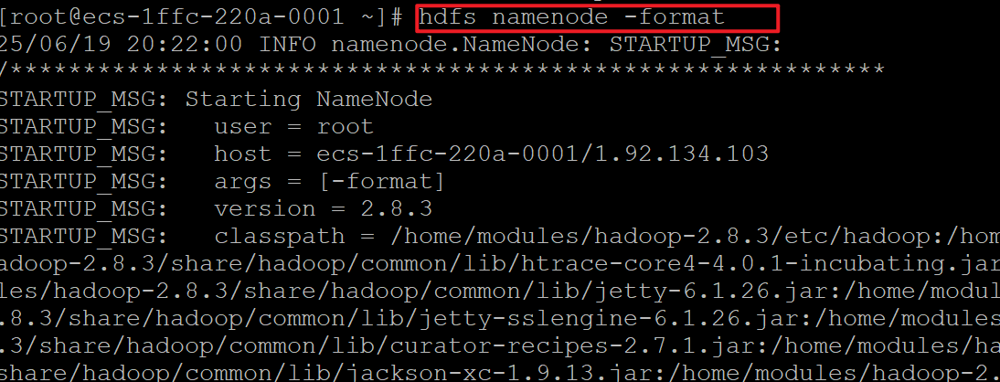 [root@ecs-1ffc-220a-0001 ~]# hdfs namenode -format
25/06/19 20:22:00 INFO namenode.NameNode: STARTUP_MSG:
/************************************************************
STARTUP_MSG: Starting NameNode
STARTUP_MSG:   user = root
STARTUP_MSG:   host = ecs-1ffc-220a-0001/1.92.134.103
STARTUP_MSG:   args = [-format]
STARTUP_MSG:   version = 2.8.3
STARTUP_MSG:   classpath = /home/modules/hadoop-2.8.3/etc/hadoop:/hom
adoop-2.8.3/share/hadoop/common/lib/htrace-core4-4.0.1-incubating.jar
les/hadoop-2.8.3/share/hadoop/common/lib/jetty-6.1.26.jar:/home/modul
.8.3/share/hadoop/common/lib/jetty-sslengine-6.1.26.jar:/home/modules
.3/share/hadoop/common/lib/curator-recipes-2.7.1.jar:/home/modules/ha
hadoop/common/lib/jackson-xc-1.9.13.jar:/home/modules/hadoop-2.